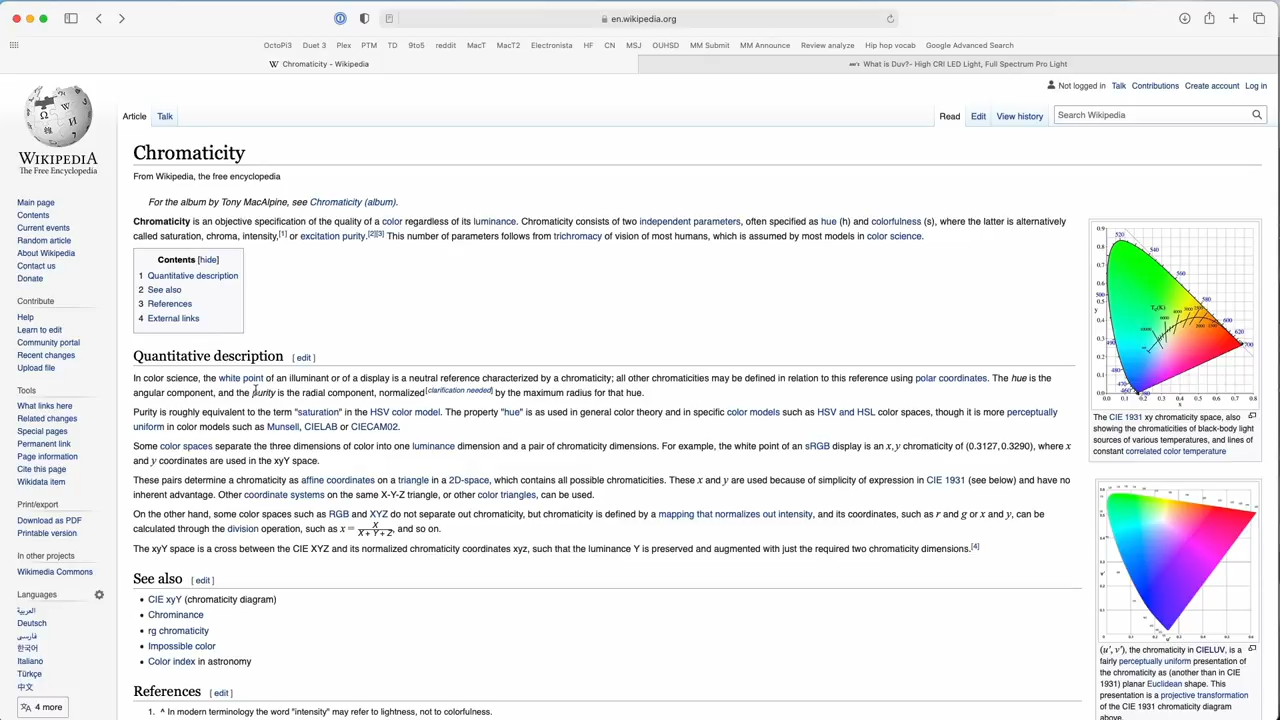 en.wikipedia.org
OctoPi3 Duet 3 Plex PTM TD 9to5 reddit MacT MacT2 Electronista HF CN MSJ OUHSD MM Submit MM Announce Review analyze Hip hop vocab Google Advanced Search
Chromaticity - Wikipedia
What is Duv?- High CRI LED Light, Full Spectrum Pro Light
Not logged in Talk Contributions Create account Log in
Article Talk
Read Edit View history
Search Wikipedia
WIKIPEDIA
The Free Encyclopedia
Main page
Contents
Current events
Random article
About Wikipedia
Contact us
Donate
Contribute
Help
Learn to edit
Community portal
Recent changes
Upload file
Tools
What links here
Related changes
Special pages
Permanent link
Page information
Cite this page
Wikidata item
Print/export
Download as PDF
Printable version
In other projects
Wikimedia Commons
Languages
العربية
Deutsch
فارسی
한국어
Italiano
Türkçe
中文
4 more
Chromaticity
From Wikipedia, the free encyclopedia
For the album by Tony MacAlpine, see Chromaticity (album).
Chromaticity is an objective specification of the quality of a color regardless of its luminance. Chromaticity consists of two independent parameters, often specified as hue (h) and colorfulness (s), where the latter is alternatively
called saturation, chroma, intensity,[1] or excitation purity.[2][3] This number of parameters follows from trichromacy of vision of most humans, which is assumed by most models in color science.
Contents [hide]
1 Quantitative description
2 See also
3 References
4 External links
Quantitative description [ edit ]
In color science, the white point of an illuminant or of a display is a neutral reference characterized by a chromaticity; all other chromaticities may be defined in relation to this reference using polar coordinates. The hue is the
angular component, and the purity is the radial component, normalized[clarification needed] by the maximum radius for that hue.
Purity is roughly equivalent to the term "saturation" in the HSV color model. The property "hue" is as used in general color theory and in specific color models such as HSV and HSL color spaces, though it is more perceptually
uniform in color models such as Munsell, CIELAB or CIECAM02.
Some color spaces separate the three dimensions of color into one luminance dimension and a pair of chromaticity dimensions. For example, the white point of an sRGB display is an x, y chromaticity of (0.3127, 0.3290), where x
and y coordinates are used in the xyY space.
These pairs determine a chromaticity as affine coordinates on a triangle in a 2D-space, which contains all possible chromaticities. These x and y are used because of simplicity of expression in CIE 1931 (see below) and have no
inherent advantage. Other coordinate systems on the same X-Y-Z triangle, or other color triangles, can be used.
On the other hand, some color spaces such as RGB and XYZ do not separate out chromaticity, but chromaticity is defined by a mapping that normalizes out intensity, and its coordinates, such as r and g or x and y, can be
calculated through the division operation, such as x = X/X + Y + Z, and so on.
The xyY space is a cross between the CIE XYZ and its normalized chromaticity coordinates xyz, such that the luminance Y is preserved and augmented with just the required two chromaticity dimensions.[4]
See also [ edit ]
• CIE xyY (chromaticity diagram)
• Chrominance
• rg chromaticity
• Impossible color
• Color index in astronomy
References [ edit ]
1. ^ In modern terminology the word "intensity" may refer to lightness, not to colorfulness.
The CIE 1931 xy chromaticity space, also
showing the chromaticities of black-body light
sources of various temperatures, and lines of
constant correlated color temperature
(u′, v′), the chromaticity in CIELUV, is a
fairly perceptually uniform presentation of
the chromaticity as (another than in CIE
1931) planar Euclidean shape. This
presentation is a projective transformation
of the CIE 1931 chromaticity diagram
above.